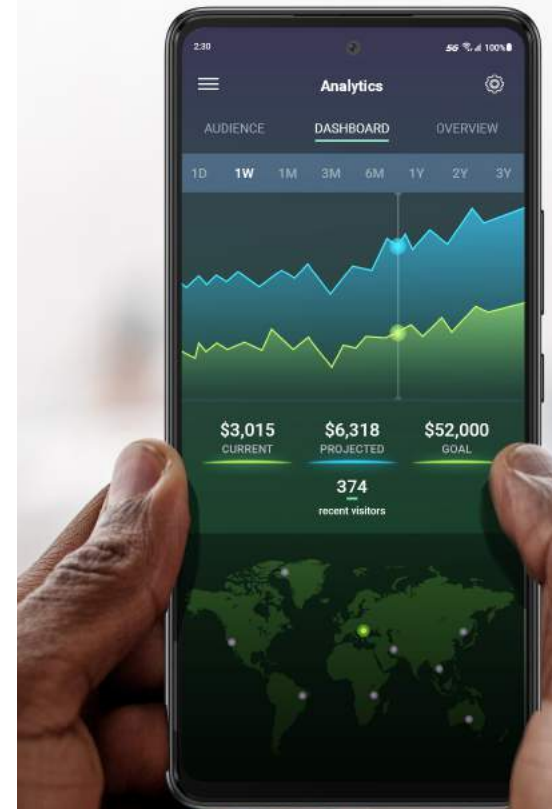 2:30 5G 100%
Analytics
AUDIENCE DASHBOARD OVERVIEW
1D 1W 1M 3M 6M 1Y 2Y 3Y
$3,015 $6,318 $52,000
CURRENT PROJECTED GOAL
374
recent visitors